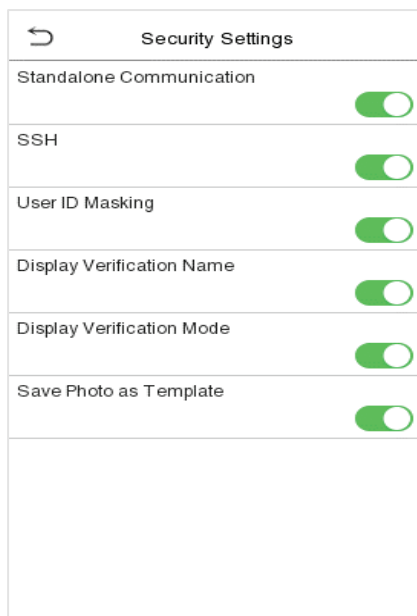 Security Settings
Standalone Communication
SSH
User ID Masking
Display Verification Name
Display Verification Mode
Save Photo as Template